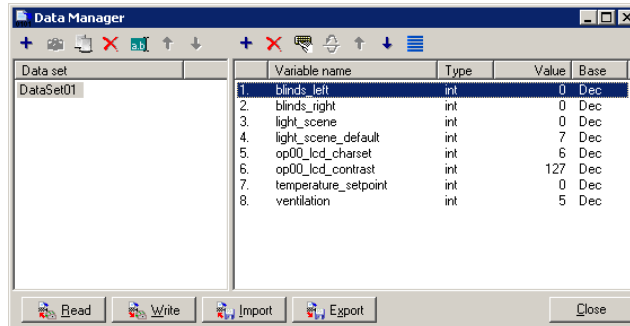 Data Manager
Data set
DataSet01
Variable name Type Value Base
1. blinds_left int 0 Dec
2. blinds_right int 0 Dec
3. light_scene int 0 Dec
4. light_scene_default int 7 Dec
5. op00_lcd_charset int 6 Dec
6. op00_lcd_contrast int 127 Dec
7. temperature_setpoint int 0 Dec
8. ventilation int 5 Dec
Read Write Import Export Close